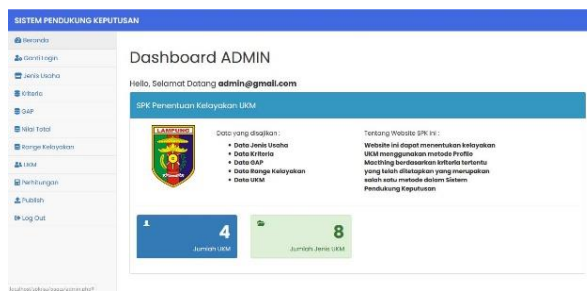 SISTEM PENDUKUNG KEPUTUSAN
Beranda
Ganti Login
Jenis Usaha
Kriteria
GAP
Nilai Total
Range Kelayakan
UKM
Perhitungan
Publish
Log Out
Dashboard ADMIN
Hello, Selamat Datang admin@gmail.com
SPK Penentuan Kelayakan UKM
LAMPUNG
Data yang disajikan :
Data Jenis Usaha
Data Kriteria
Data GAP
Data Range Kelayakan
Data UKM
Tentang Website SPK Ini :
Website ini dapat menentukan kelayakan
UKM menggunakan metode Profile
Macthing berdasarkan kriteria tertentu
yang telah ditetapkan yang merupakan
salah satu metode dalam Sistem
Pendukung Keputusan
4
Jumlah UKM
8
Jumlah Jenis UKM